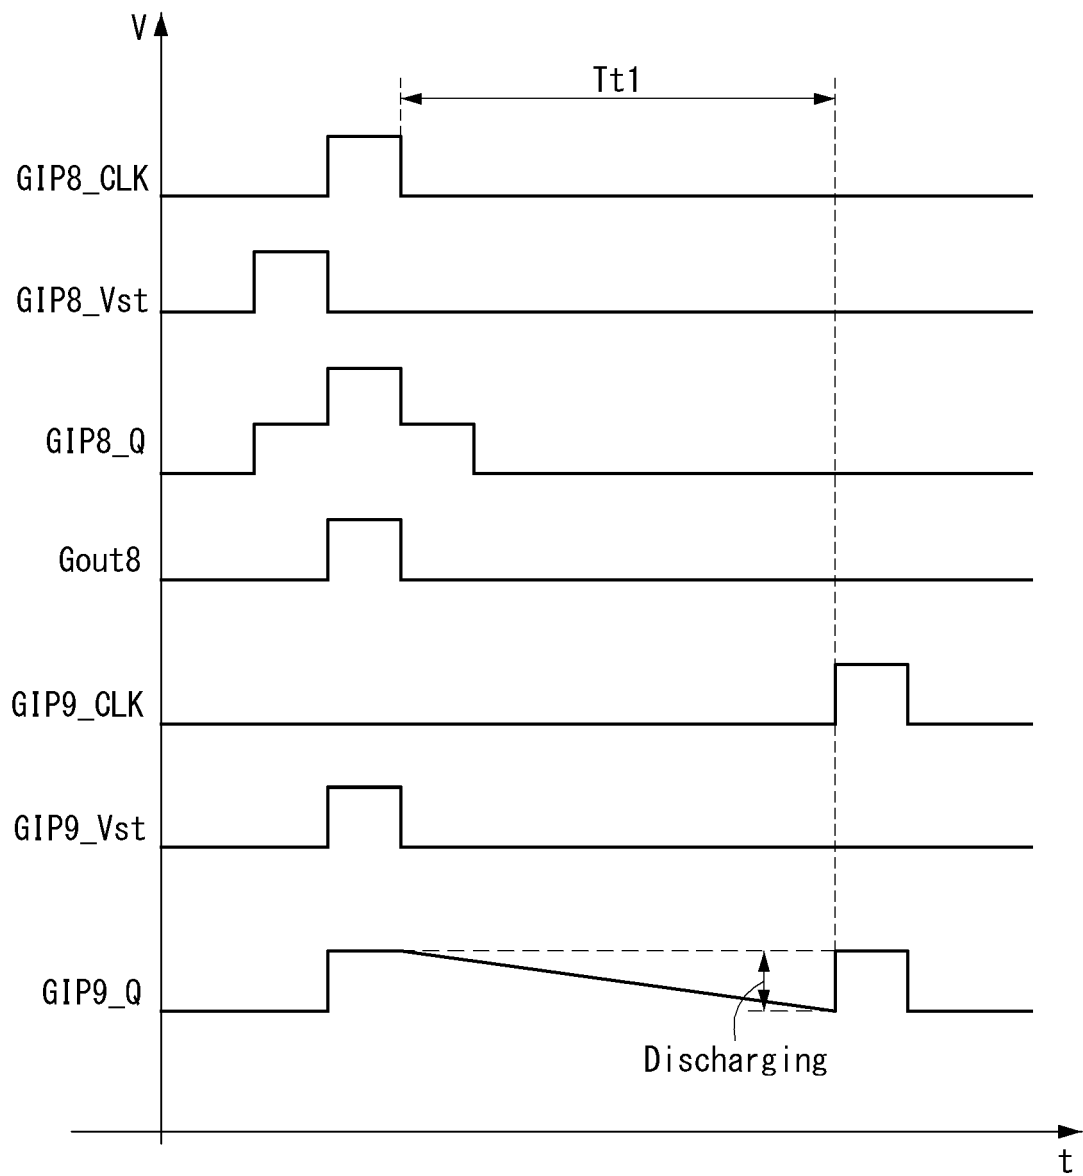 V
Tt1
GIP8_CLK
GIP8_Vst
GIP8_Q
Gout8
GIP9_CLK
GIP9_Vst
GIP9_Q
Discharging
t